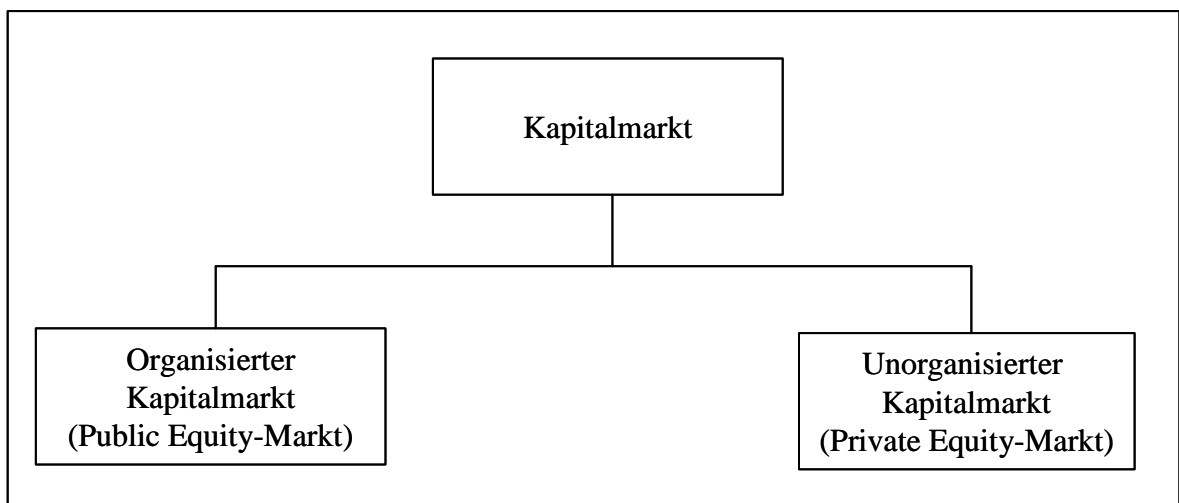 Kapitalmarkt
Organisierter
Kapitalmarkt
(Public Equity-Markt)
Unorganisierter
Kapitalmarkt
(Private Equity-Markt)